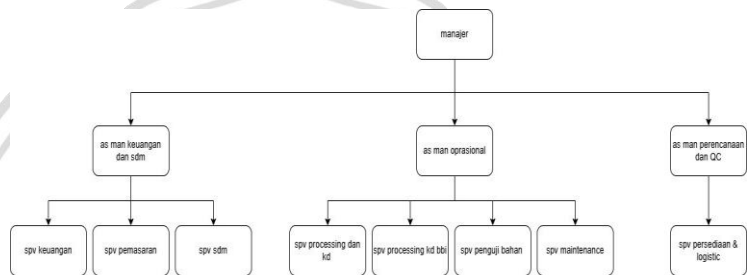 manajer
as man keuangan
dan sdm
as man oprasional
as man perencanaan
dan QC
spv keuangan
spv pemasaran
spv sdm
spv processing dan
kd
spv processing kd bbi
spv penguji bahan
spv maintenance
spv persediaan &
logistic